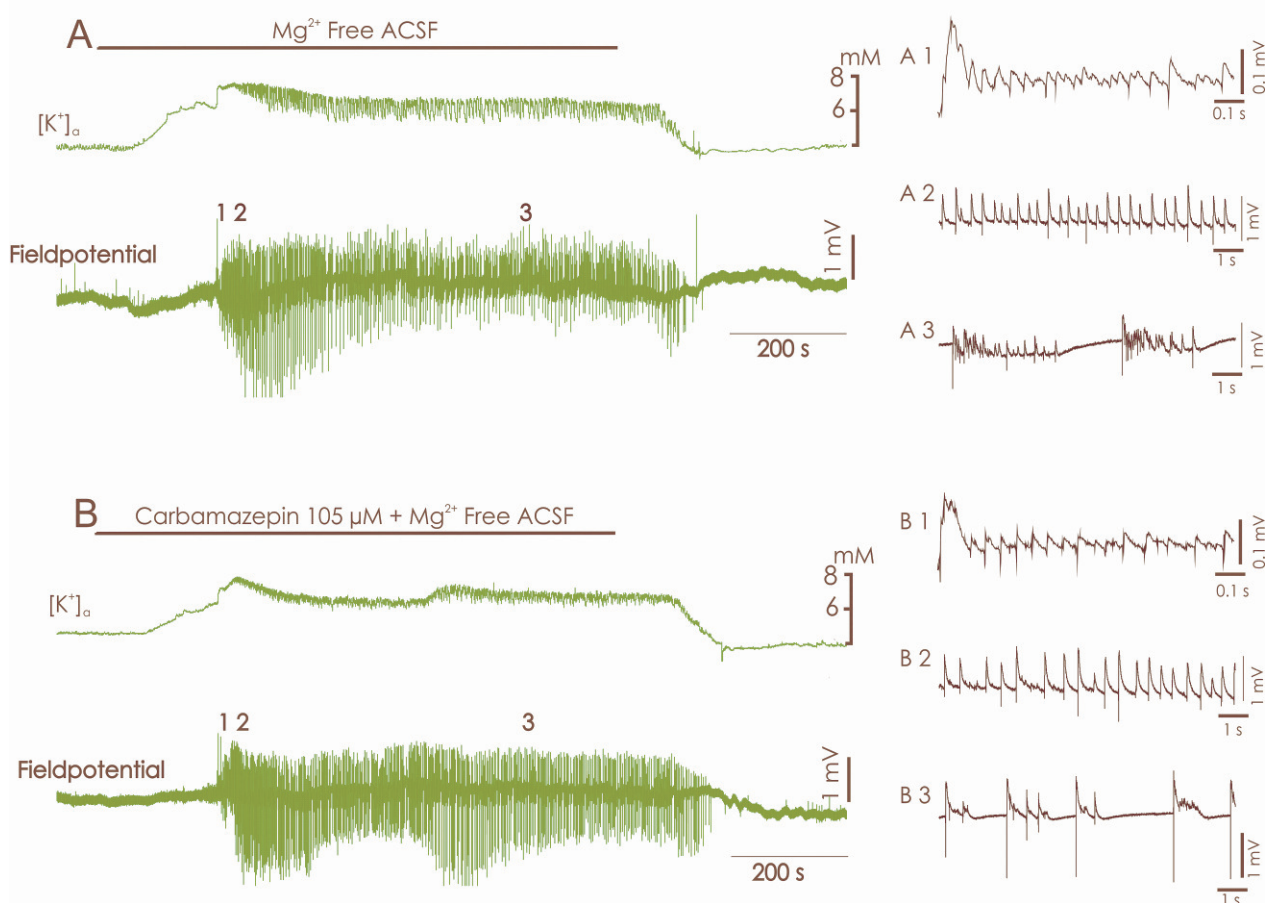 A
Mg²⁺ Free ACSF
mM
8
6
[K⁺]ₐ
1 2
3
Fieldpotential
1 mV
200 s
A 1
0.1 mV
0.1 s
A 2
1 mV
1 s
A 3
1 mV
1 s
B
Carbamazepin 105 µM + Mg²⁺ Free ACSF
mM
8
6
[K⁺]ₐ
1 2
3
Fieldpotential
1 mV
200 s
B 1
0.1 mV
0.1 s
B 2
1 mV
1 s
B 3
1 mV
1 s